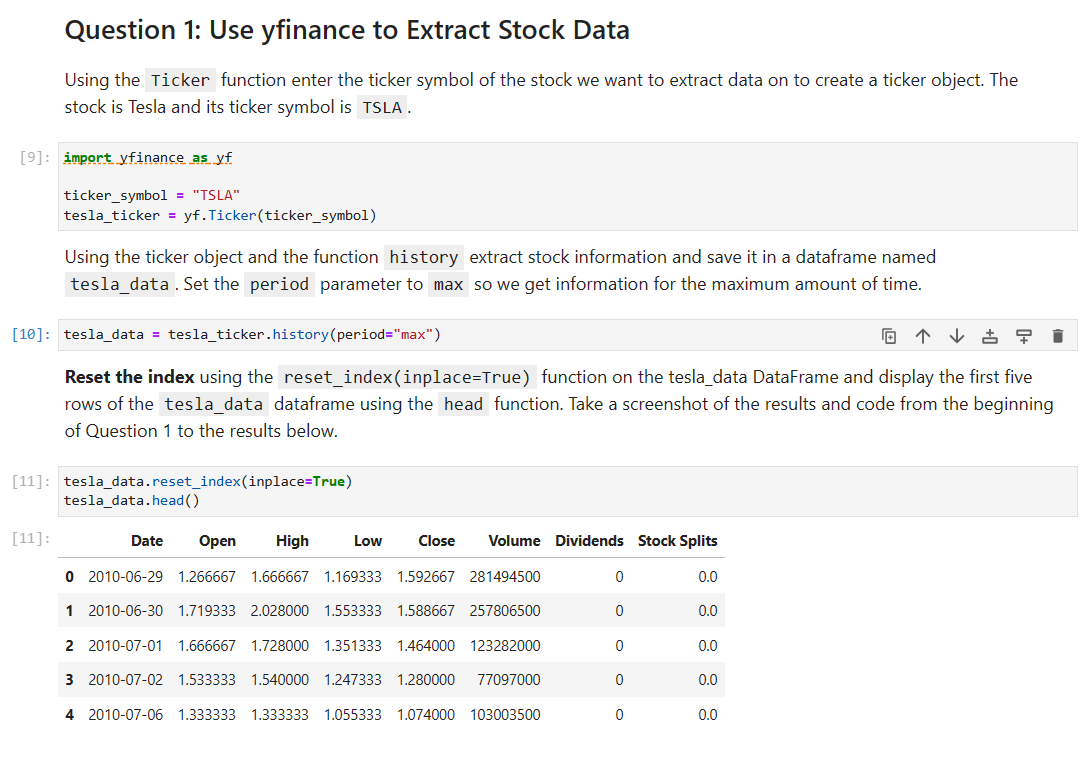 Question 1: Use yfinance to Extract Stock Data
Using the Ticker function enter the ticker symbol of the stock we want to extract data on to create a ticker object. The
stock is Tesla and its ticker symbol is TSLA.
[9]: import yfinance as yf
ticker_symbol = "TSLA"
tesla_ticker = yf.Ticker(ticker_symbol)
Using the ticker object and the function history extract stock information and save it in a dataframe named
tesla_data. Set the period parameter to max so we get information for the maximum amount of time.
[10]: tesla_data = tesla_ticker.history(period="max")
Reset the index using the reset_index(inplace=True) function on the tesla_data DataFrame and display the first five
rows of the tesla_data dataframe using the head function. Take a screenshot of the results and code from the beginning
of Question 1 to the results below.
[11]: tesla_data.reset_index(inplace=True)
tesla_data.head()
[11]: Date Open High Low Close Volume Dividends Stock Splits
0 2010-06-29 1.266667 1.666667 1.169333 1.592667 281494500 0 0.0
1 2010-06-30 1.719333 2.028000 1.553333 1.588667 257806500 0 0.0
2 2010-07-01 1.666667 1.728000 1.351333 1.464000 123282000 0 0.0
3 2010-07-02 1.533333 1.540000 1.247333 1.280000 77097000 0 0.0
4 2010-07-06 1.333333 1.333333 1.055333 1.074000 103003500 0 0.0